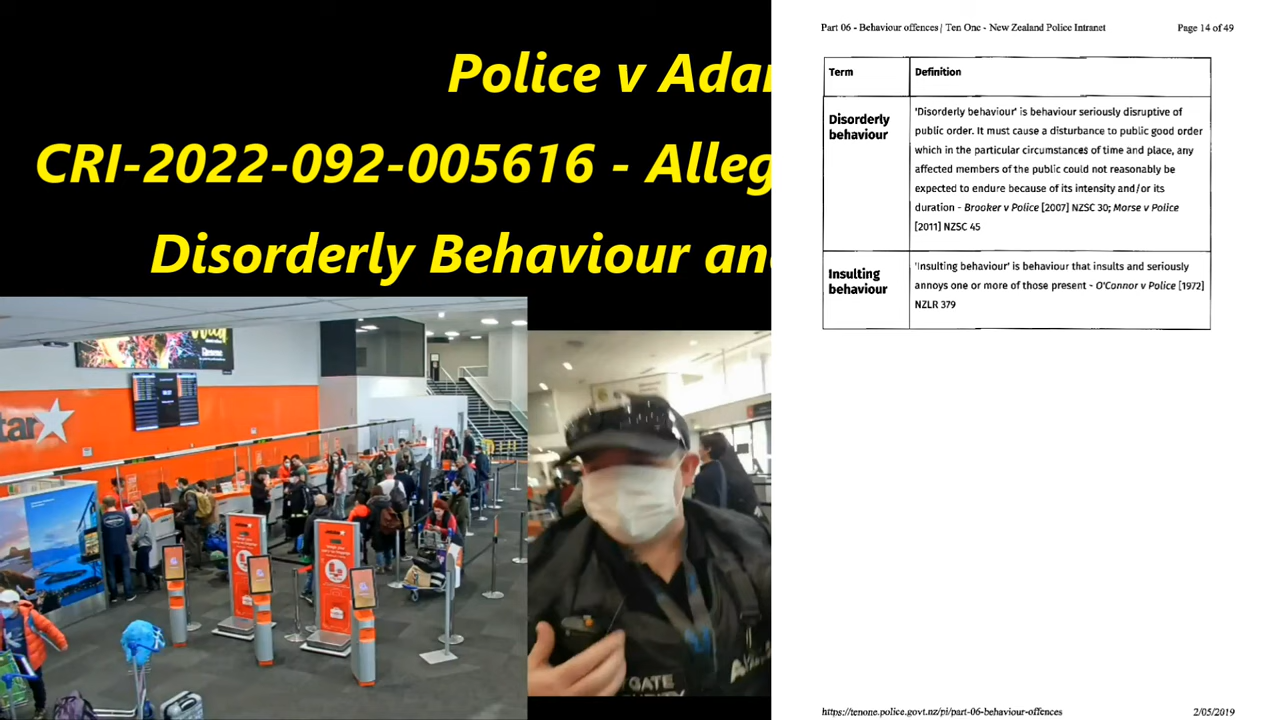 Police v Adam
CRI-2022-092-005616 - Alleg
Disorderly Behaviour and
tar
GATE
Part 06 - Behaviour offences | Ten One - New Zealand Police Intranet
Page 14 of 49
Term
Definition
Disorderly
behaviour
'Disorderly behaviour' is behaviour seriously disruptive of
public order. It must cause a disturbance to public good order
which in the particular circumstances of time and place, any
affected members of the public could not reasonably be
expected to endure because of its intensity and/or its
duration - Brooker v Police [2007] NZSC 30; Morse v Police
[2011] NZSC 45
Insulting
behaviour
'Insulting behaviour' is behaviour that insults and seriously
annoys one or more of those present - O'Connor v Police [1972]
NZLR 379
https://tenone.police.govt.nz/pi/part-06-behaviour-offences
2/05/2019